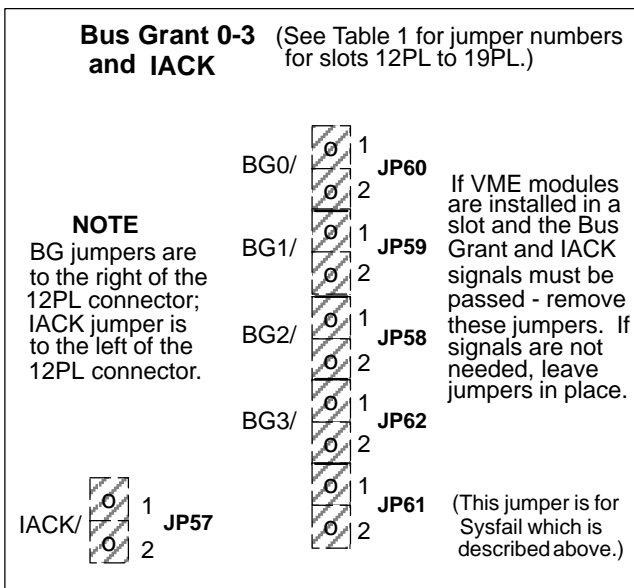 Bus Grant 0-3 (See Table 1 for jumper numbers
and IACK for slots 12PL to 19PL.)
NOTE
BG jumpers are
to the right of the
12PL connector;
IACK jumper is
to the left of the
12PL connector.
BG0/ o 1 JP60
o 2
BG1/ o 1 JP59
o 2
BG2/ o 1 JP58
o 2
BG3/ o 1 JP62
o 2
o 1 JP61
o 2
If VME modules
are installed in a
slot and the Bus
Grant and IACK
signals must be
passed - remove
these jumpers. If
signals are not
needed, leave
jumpers in place.
(This jumper is for
Sysfail which is
described above.)
IACK/ o 1 JP57
o 2